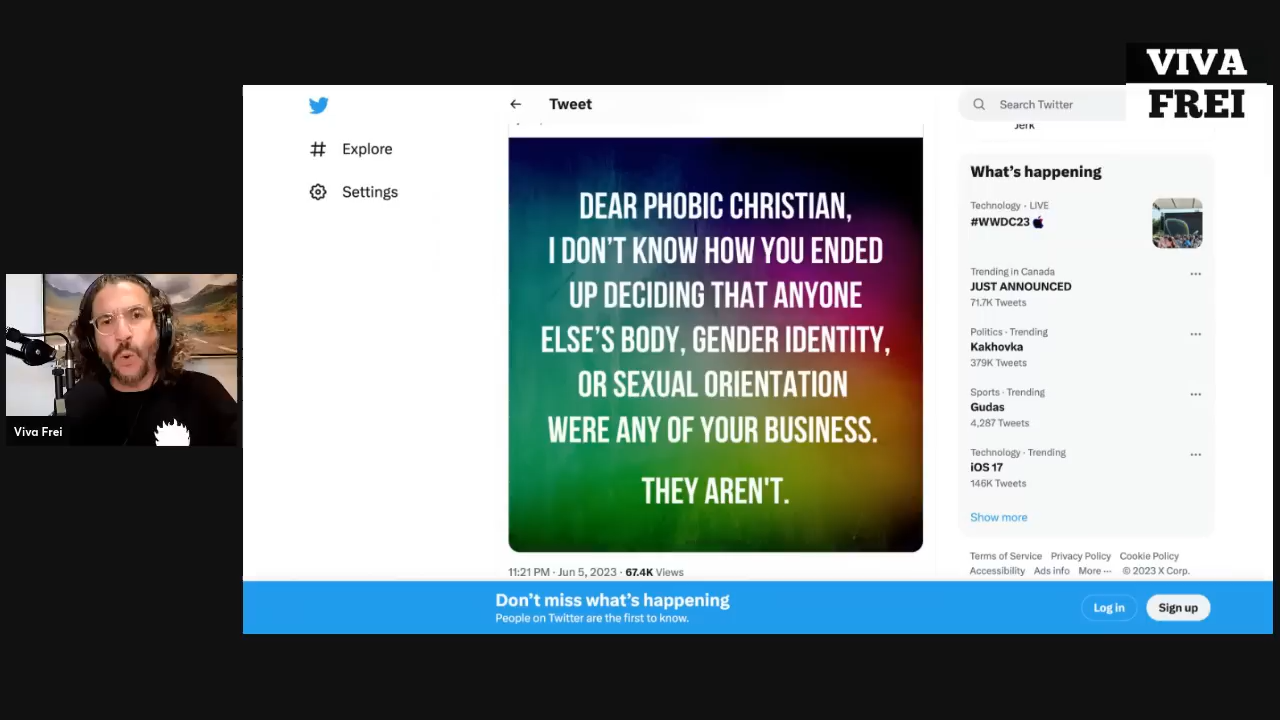 VIVA
FREI
Explore
Settings
Tweet
DEAR PHOBIC CHRISTIAN,
I DON'T KNOW HOW YOU ENDED
UP DECIDING THAT ANYONE
ELSE'S BODY, GENDER IDENTITY,
OR SEXUAL ORIENTATION
WERE ANY OF YOUR BUSINESS.
THEY AREN'T.
11:21 PM · Jun 5, 2023 · 67.4K Views
Search Twitter
Jerk
What's happening
Technology · LIVE
#WWDC23
Trending in Canada
JUST ANNOUNCED
71.7K Tweets
Politics · Trending
Kakhovka
379K Tweets
Sports · Trending
Gudas
4,287 Tweets
Technology · Trending
iOS 17
146K Tweets
Show more
Terms of Service Privacy Policy Cookie Policy
Accessibility Ads info More ··· © 2023 X Corp.
Don't miss what's happening
People on Twitter are the first to know.
Log in
Sign up
Viva Frei